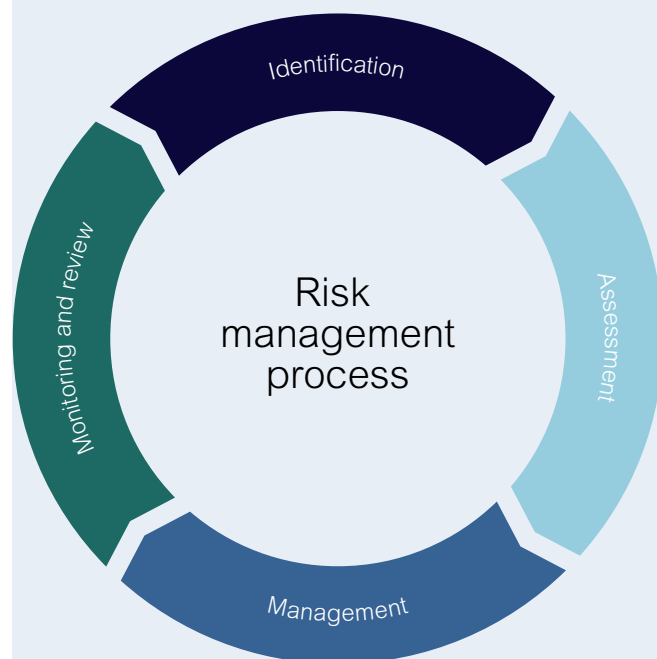 Identification
Assessment
Management
Monitoring and review
Risk
management
process